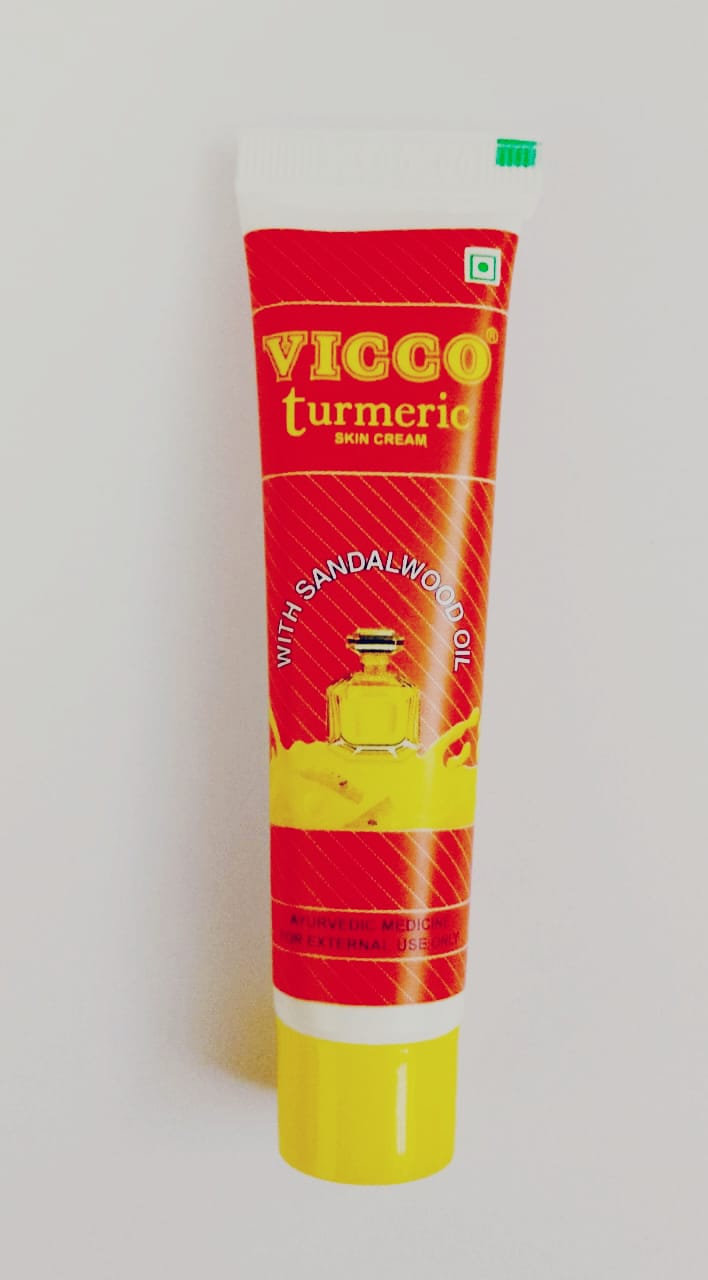 VICCO®
turmeric
SKIN CREAM
WITH SANDALWOOD OIL
AYURVEDIC MEDICINE
FOR EXTERNAL USE ONLY